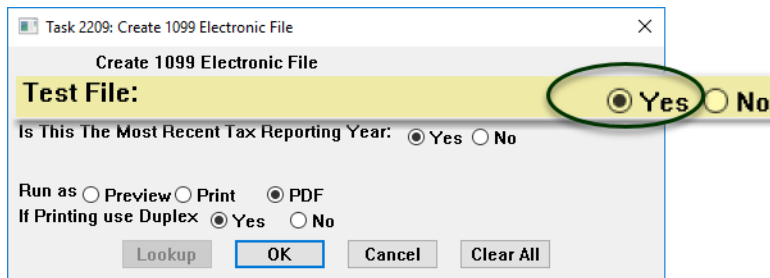 Task 2209: Create 1099 Electronic File
Create 1099 Electronic File
Test File: Yes No
Is This The Most Recent Tax Reporting Year: Yes No
Run as Preview Print PDF
If Printing use Duplex Yes No
Lookup OK Cancel Clear All